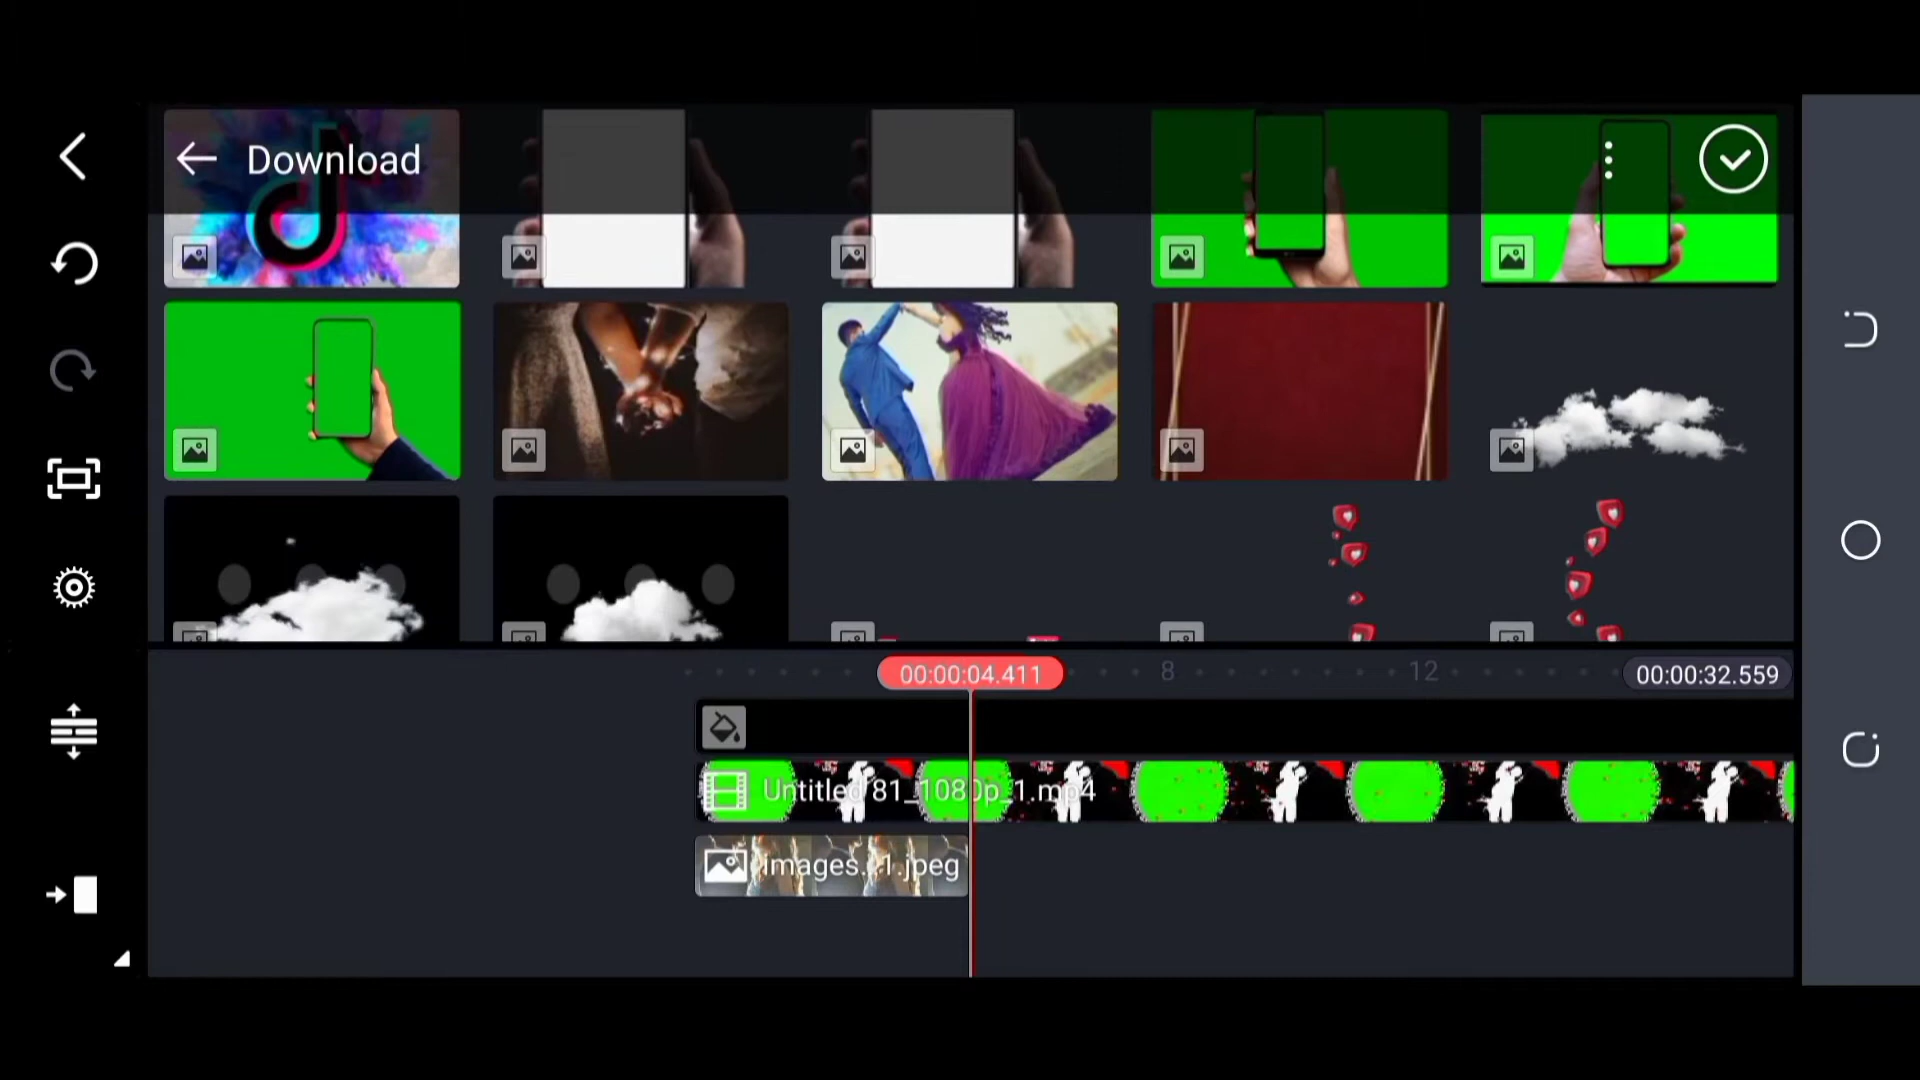 Download
00:00:04.411
8
12
00:00:32.559
Untitled 81_1080p_1.mp4
images.
1.jpeg